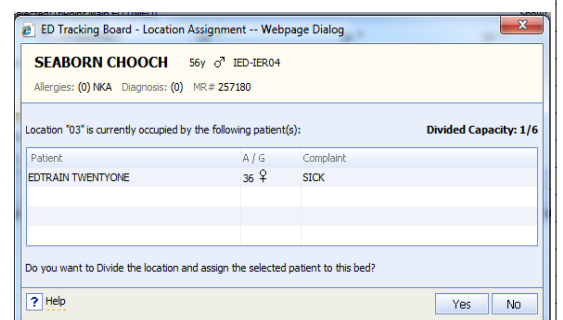 ED Tracking Board - Location Assignment -- Webpage Dialog
SEABORN CHOOCH 56y ♂ IED-IER04
Allergies: (0) NKA Diagnosis: (0) MR# 257180
Location "03" is currently occupied by the following patient(s): Divided Capacity: 1/6
Patient A / G Complaint
EDTRAIN TWENTYONE 36 ♀ SICK
Do you want to Divide the location and assign the selected patient to this bed?
? Help Yes No